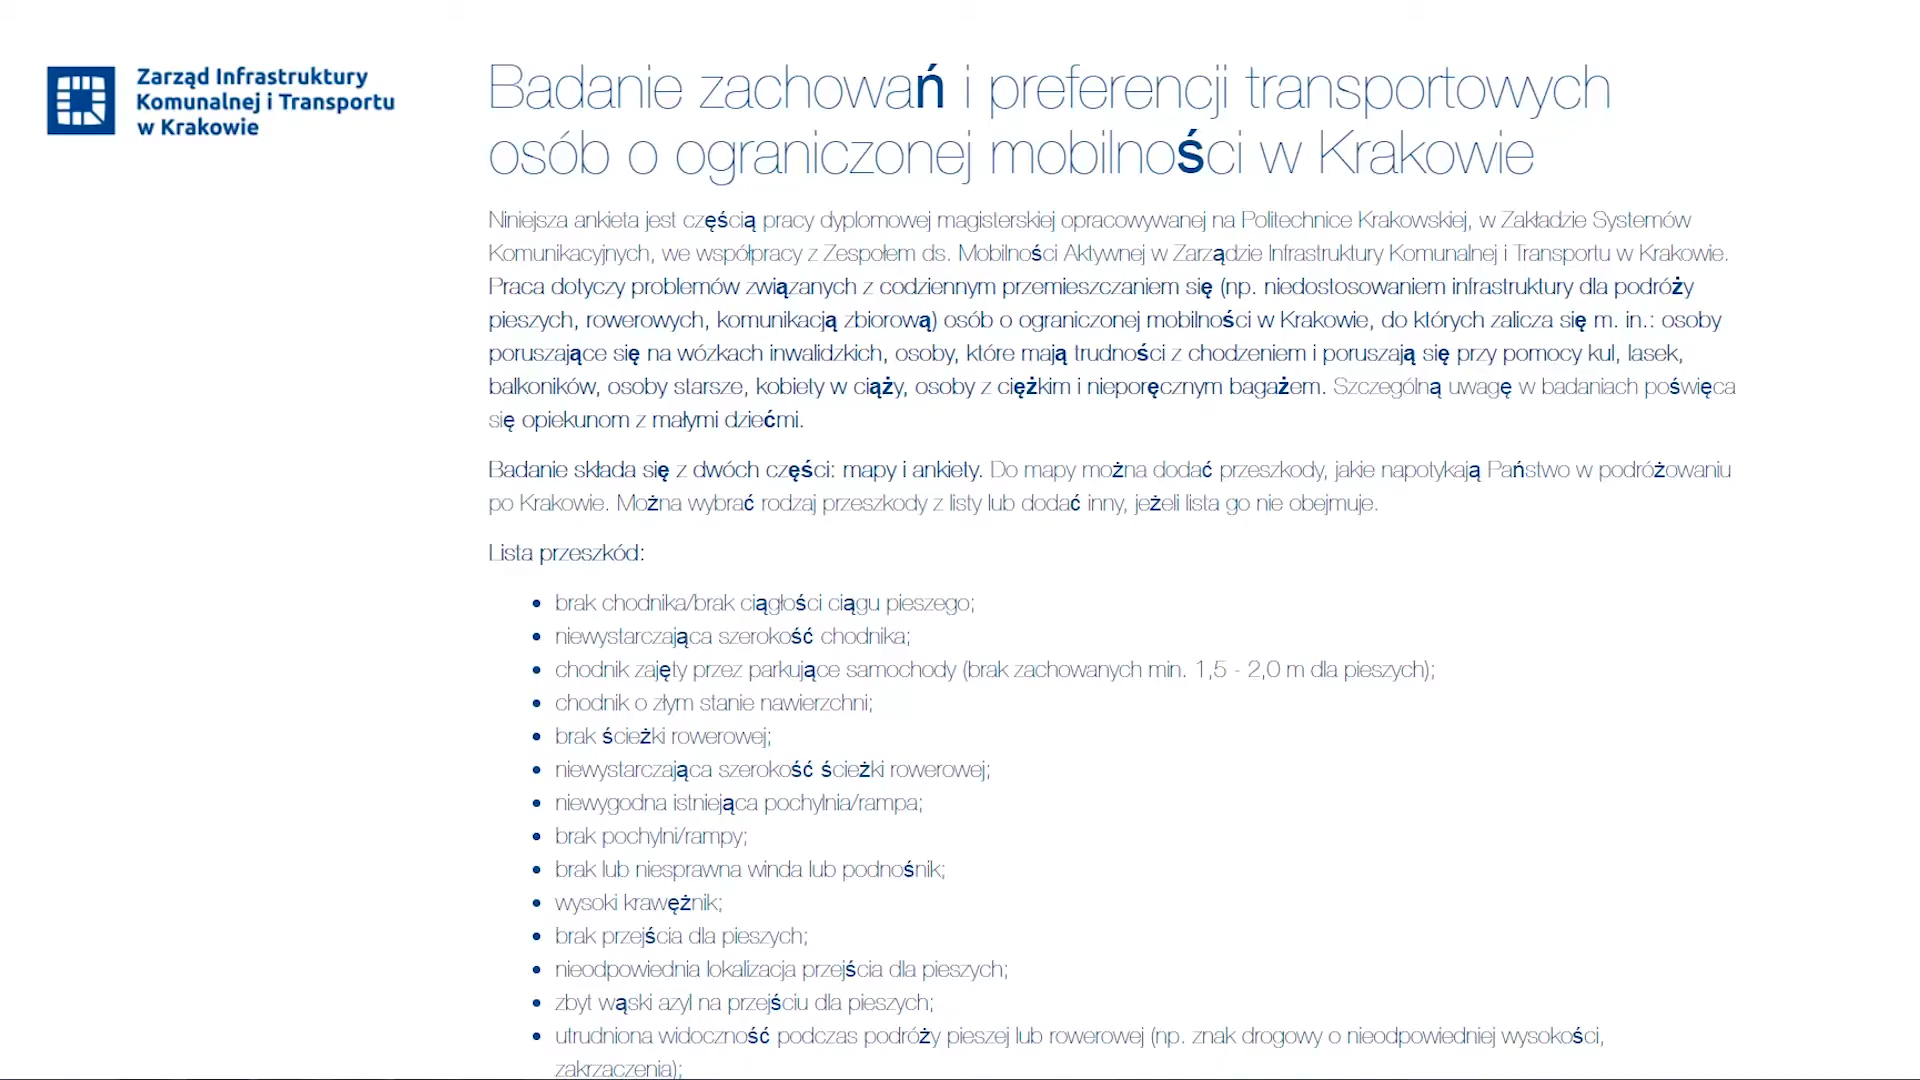 Zarząd Infrastruktury
Komunalnej i Transportu
w Krakowie
Badanie zachowań i preferencji transportowych
osób o ograniczonej mobilności w Krakowie
Niniejsza ankieta jest częścią pracy dyplomowej magisterskiej opracowywanej na Politechnice Krakowskiej, w Zakładzie Systemów
Komunikacyjnych, we współpracy z Zespołem ds. Mobilności Aktywnej w Zarządzie Infrastruktury Komunalnej i Transportu w Krakowie.
Praca dotyczy problemów związanych z codziennym przemieszczaniem się (np. niedostosowaniem infrastruktury dla podróży
pieszych, rowerowych, komunikacją zbiorową) osób o ograniczonej mobilności w Krakowie, do których zalicza się m. in.: osoby
poruszające się na wózkach inwalidzkich, osoby, które mają trudności z chodzeniem i poruszają się przy pomocy kul, lasek,
balkoników, osoby starsze, kobiety w ciąży, osoby z ciężkim i nieporęcznym bagażem. Szczególną uwagę w badaniach poświęca
się opiekunom z małymi dziećmi.
Badanie składa się z dwóch części: mapy i ankiety. Do mapy można dodać przeszkody, jakie napotykają Państwo w podróżowaniu
po Krakowie. Można wybrać rodzaj przeszkody z listy lub dodać inny, jeżeli lista go nie obejmuje.
Lista przeszkód:
• brak chodnika/brak ciągłości ciągu pieszego;
• niewystarczająca szerokość chodnika;
• chodnik zajęty przez parkujące samochody (brak zachowanych min. 1,5 - 2,0 m dla pieszych);
• chodnik o złym stanie nawierzchni;
• brak ścieżki rowerowej;
• niewystarczająca szerokość ścieżki rowerowej;
• niewygodna istniejąca pochylnia/rampa;
• brak pochylni/rampy;
• brak lub niesprawna winda lub podnośnik;
• wysoki krawężnik;
• brak przejścia dla pieszych;
• nieodpowiednia lokalizacja przejścia dla pieszych;
• zbyt wąski azyl na przejściu dla pieszych;
• utrudniona widoczność podczas podróży pieszej lub rowerowej (np. znak drogowy o nieodpowiedniej wysokości,
zakrzaczenia);